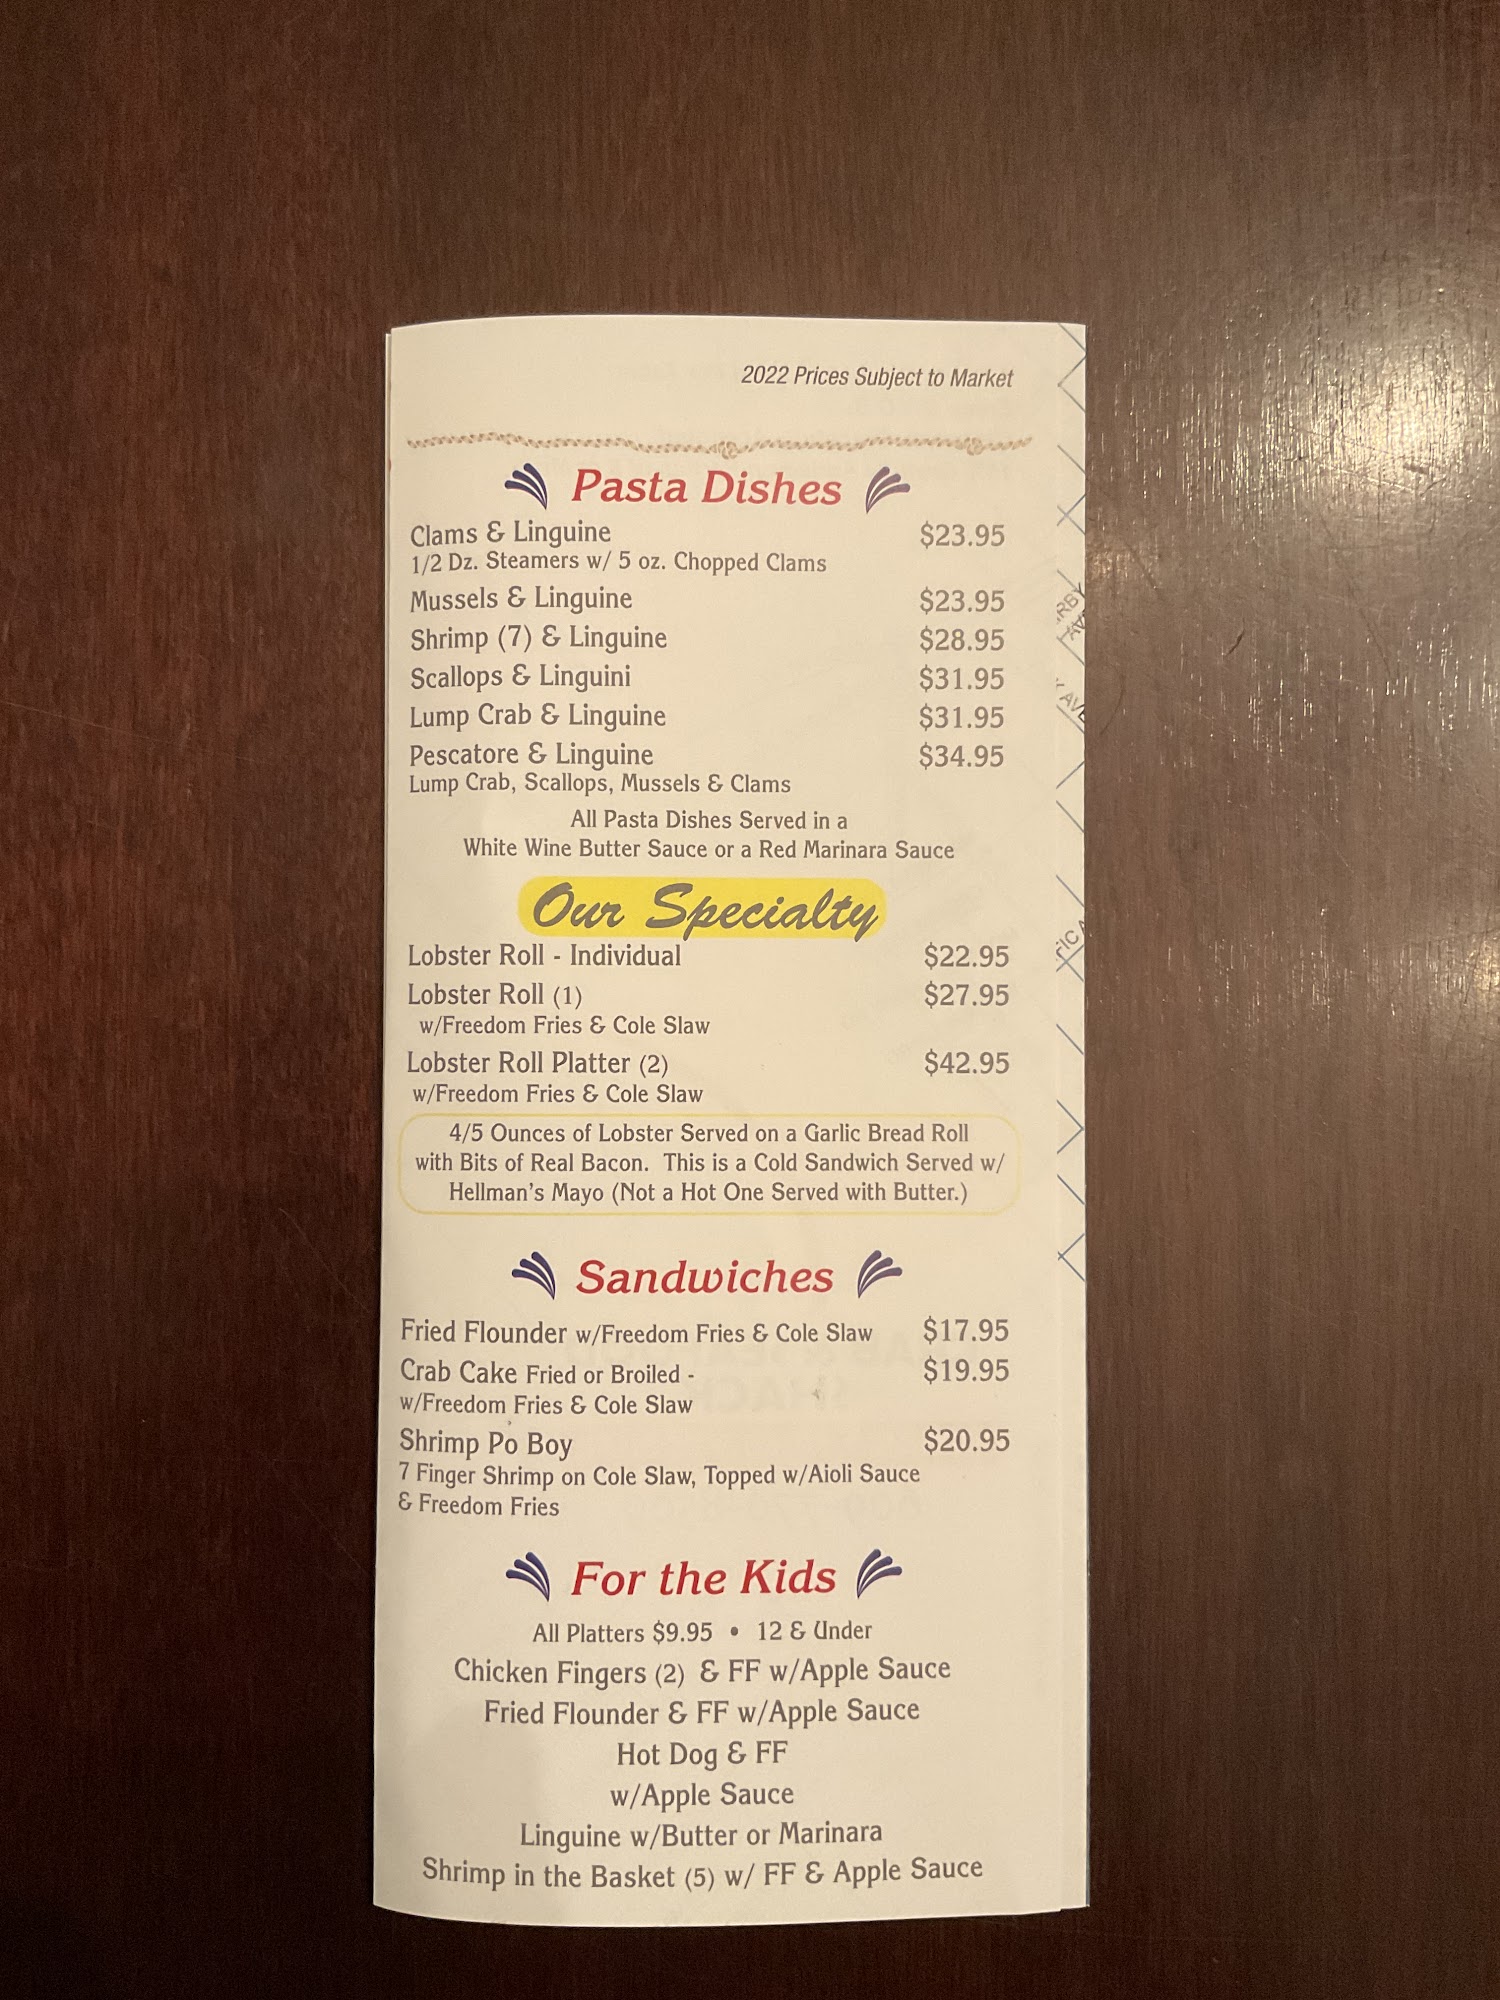 2022 Prices Subject to Market
Pasta Dishes
Clams & Linguine $23.95
1/2 Dz. Steamers w/ 5 oz. Chopped Clams
Mussels & Linguine $23.95
Shrimp (7) & Linguine $28.95
Scallops & Linguini $31.95
Lump Crab & Linguine $31.95
Pescatore & Linguine $34.95
Lump Crab, Scallops, Mussels & Clams
All Pasta Dishes Served in a
White Wine Butter Sauce or a Red Marinara Sauce
Our Specialty
Lobster Roll - Individual $22.95
Lobster Roll (1) $27.95
w/Freedom Fries & Cole Slaw
Lobster Roll Platter (2) $42.95
w/Freedom Fries & Cole Slaw
4/5 Ounces of Lobster Served on a Garlic Bread Roll
with Bits of Real Bacon. This is a Cold Sandwich Served w/
Hellman's Mayo (Not a Hot One Served with Butter.)
Sandwiches
Fried Flounder w/Freedom Fries & Cole Slaw $17.95
Crab Cake Fried or Broiled - $19.95
w/Freedom Fries & Cole Slaw
Shrimp Po Boy $20.95
7 Finger Shrimp on Cole Slaw, Topped w/Aioli Sauce
& Freedom Fries
For the Kids
All Platters $9.95 • 12 & Under
Chicken Fingers (2) & FF w/Apple Sauce
Fried Flounder & FF w/Apple Sauce
Hot Dog & FF
w/Apple Sauce
Linguine w/Butter or Marinara
Shrimp in the Basket (5) w/ FF & Apple Sauce